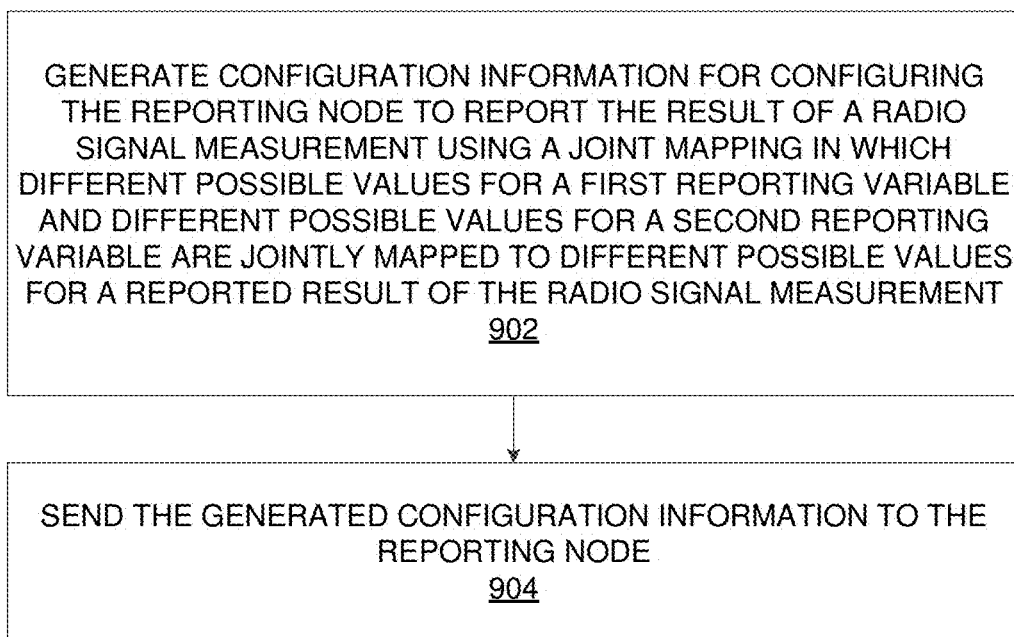 GENERATE CONFIGURATION INFORMATION FOR CONFIGURING
THE REPORTING NODE TO REPORT THE RESULT OF A RADIO
SIGNAL MEASUREMENT USING A JOINT MAPPING IN WHICH
DIFFERENT POSSIBLE VALUES FOR A FIRST REPORTING VARIABLE
AND DIFFERENT POSSIBLE VALUES FOR A SECOND REPORTING
VARIABLE ARE JOINTLY MAPPED TO DIFFERENT POSSIBLE VALUES
FOR A REPORTED RESULT OF THE RADIO SIGNAL MEASUREMENT
902
SEND THE GENERATED CONFIGURATION INFORMATION TO THE
REPORTING NODE
904